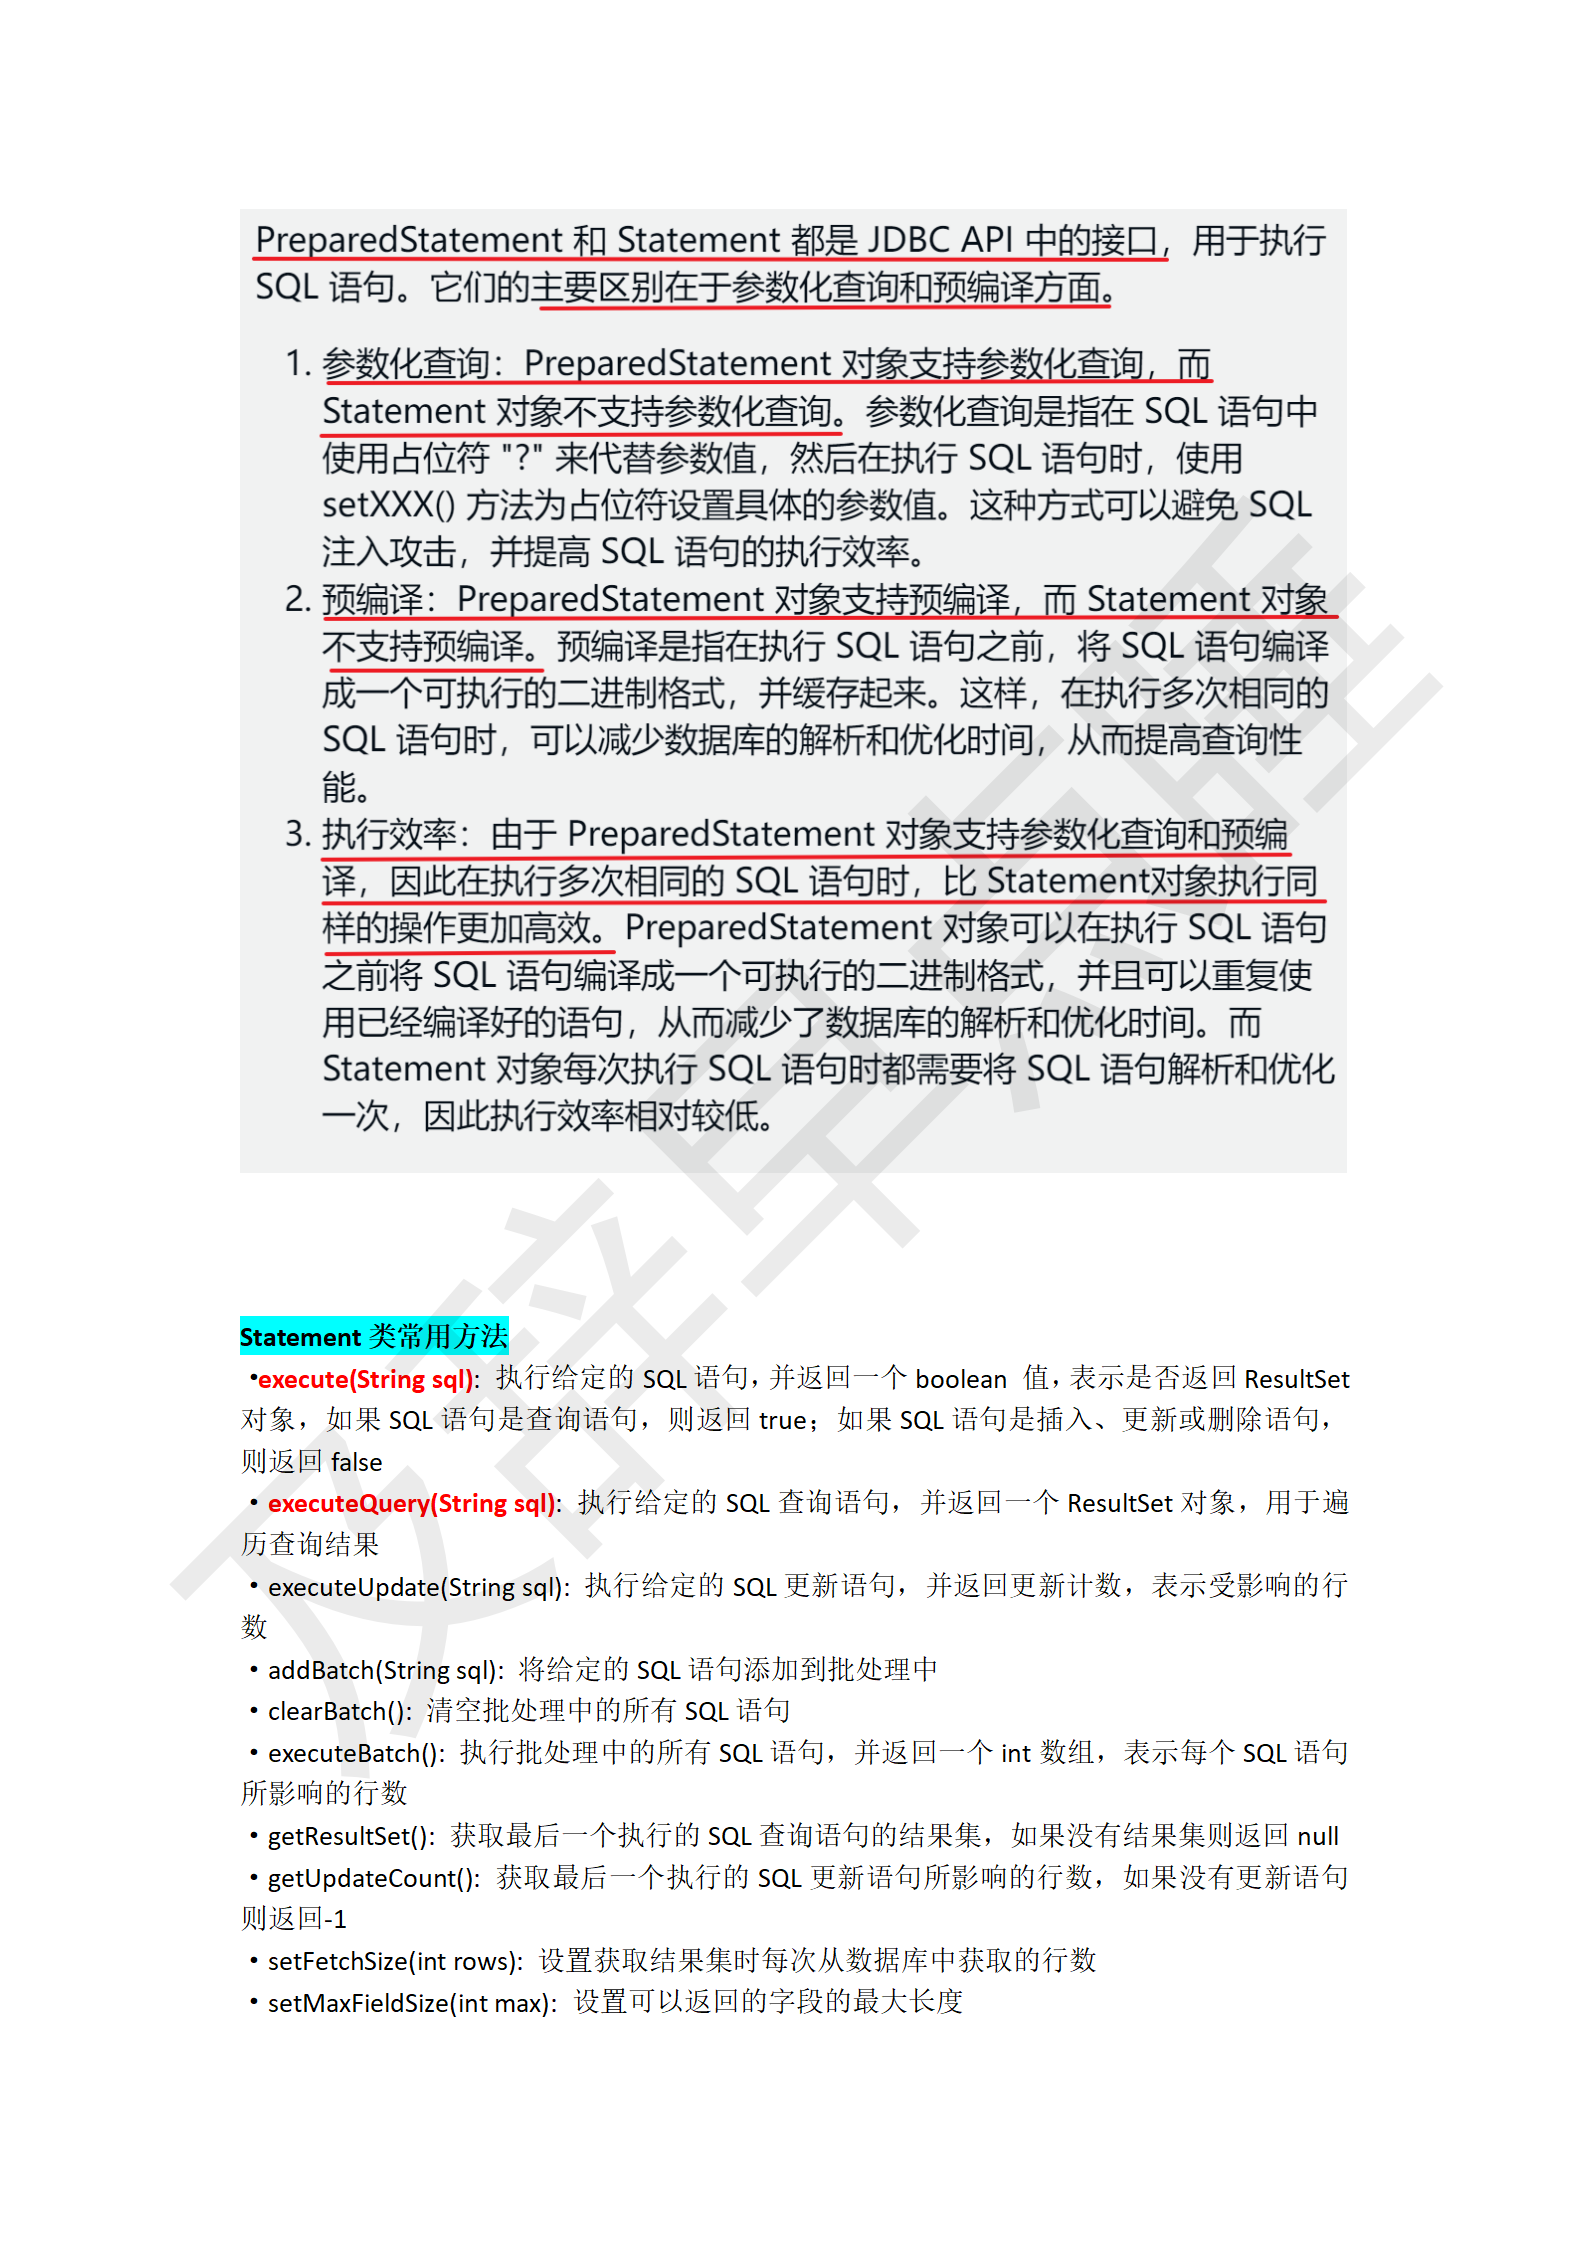 PreparedStatement 和 Statement 都是 JDBC API 中的接口，用于执行
SQL 语句。它们的主要区别在于参数化查询和预编译方面。
1. 参数化查询：PreparedStatement 对象支持参数化查询，而
Statement 对象不支持参数化查询。参数化查询是指在 SQL 语句中
使用占位符 "?" 来代替参数值，然后在执行 SQL 语句时，使用
setXXX() 方法为占位符设置具体的参数值。这种方式可以避免 SQL
注入攻击，并提高 SQL 语句的执行效率。
2. 预编译：PreparedStatement 对象支持预编译，而 Statement 对象
不支持预编译。预编译是指在执行 SQL 语句之前，将 SQL 语句编译
成一个可执行的二进制格式，并缓存起来。这样，在执行多次相同的
SQL 语句时，可以减少数据库的解析和优化时间，从而提高查询性
能。
3. 执行效率：由于 PreparedStatement 对象支持参数化查询和预编
译，因此在执行多次相同的 SQL 语句时，比 Statement对象执行同
样的操作更加高效。PreparedStatement 对象可以在执行 SQL 语句
之前将 SQL 语句编译成一个可执行的二进制格式，并且可以重复使
用已经编译好的语句，从而减少了数据库的解析和优化时间。而
Statement 对象每次执行 SQL 语句时都需要将 SQL 语句解析和优化
一次，因此执行效率相对较低。
Statement 类常用方法
•execute(String sql)：执行给定的 SQL 语句，并返回一个 boolean 值，表示是否返回 ResultSet
对象，如果 SQL 语句是查询语句，则返回 true；如果 SQL 语句是插入、更新或删除语句，
则返回 false
• executeQuery(String sql)：执行给定的 SQL 查询语句，并返回一个 ResultSet 对象，用于遍
历查询结果
• executeUpdate(String sql)：执行给定的 SQL 更新语句，并返回更新计数，表示受影响的行
数
• addBatch(String sql)：将给定的 SQL 语句添加到批处理中
• clearBatch()：清空批处理中的所有 SQL 语句
• executeBatch()：执行批处理中的所有 SQL 语句，并返回一个 int 数组，表示每个 SQL 语句
所影响的行数
• getResultSet()：获取最后一个执行的 SQL 查询语句的结果集，如果没有结果集则返回 null
• getUpdateCount()：获取最后一个执行的 SQL 更新语句所影响的行数，如果没有更新语句
则返回-1
• setFetchSize(int rows)：设置获取结果集时每次从数据库中获取的行数
• setMaxFieldSize(int max)：设置可以返回的字段的最大长度
及辞早点睡